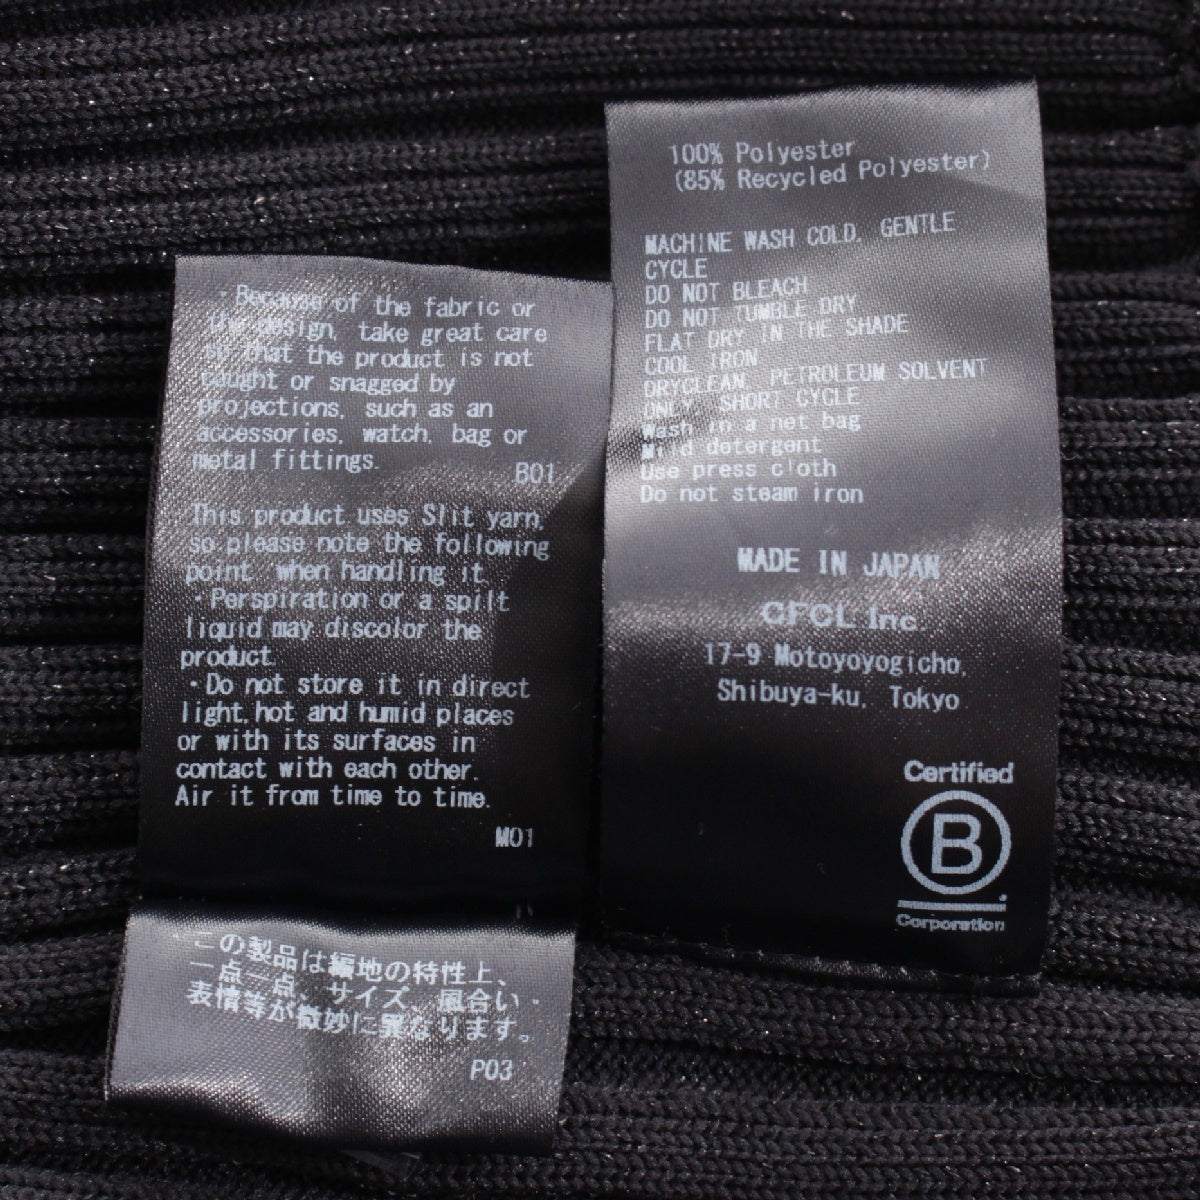 ・Because of the fabric or
the design, take great care
so that the product is not
caught or snagged by
projections, such as an
accessories, watch, bag or
metal fittings.
B01
This product uses Slit yarn,
so please note the following
point, when handling it.
・Perspiration or a spilt
liquid may discolor the
product.
・Do not store it in direct
light,hot and humid places
or with its surfaces in
contact with each other.
Air it from time to time.
M01
この製品は編地の特性上、
一点一点、サイズ、風合い・
表情等が微妙に異なります。
P03
100% Polyester
(85% Recycled Polyester)
MACHINE WASH COLD, GENTLE
CYCLE
DO NOT BLEACH
DO NOT TUMBLE DRY
FLAT DRY IN THE SHADE
COOL IRON
DRYCLEAN, PETROLEUM SOLVENT
ONLY, SHORT CYCLE
Wash in a net bag
Mild detergent
Use press cloth
Do not steam iron
MADE IN JAPAN
CFCL Inc.
17-9 Motoyoyogicho,
Shibuya-ku, Tokyo
Certified
B
Corporation